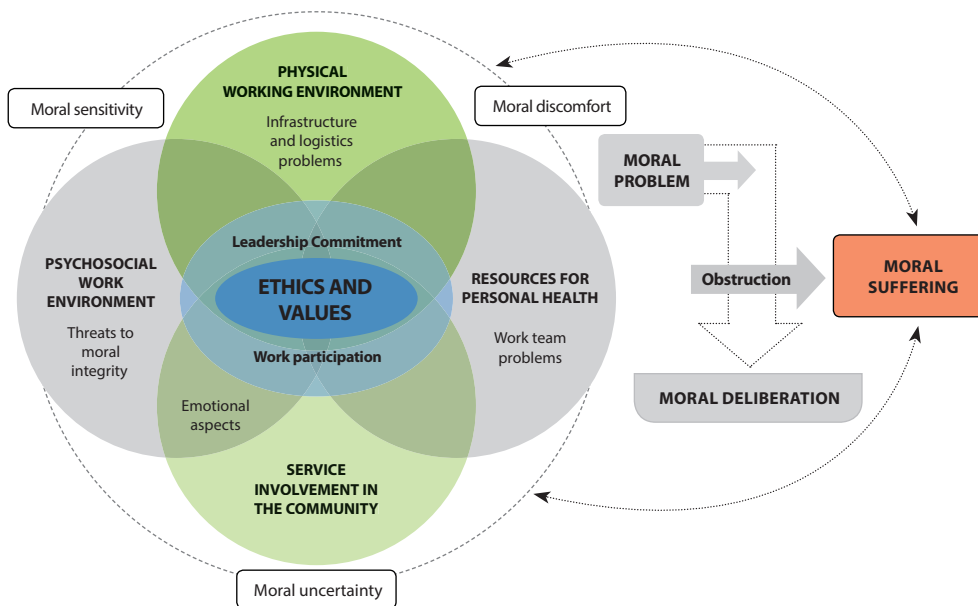 PHYSICAL
WORKING ENVIRONMENT
Infrastructure
and logistics
problems
Moral sensitivity
Moral discomfort
PSYCHOSOCIAL
WORK
ENVIRONMENT
Threats to
moral
integrity
Leadership Commitment
ETHICS AND
VALUES
Work participation
RESOURCES FOR
PERSONAL HEALTH
Work team
problems
Emotional
aspects
SERVICE
INVOLVEMENT IN
THE COMMUNITY
Moral uncertainty
MORAL
PROBLEM
Obstruction
MORAL
SUFFERING
MORAL DELIBERATION